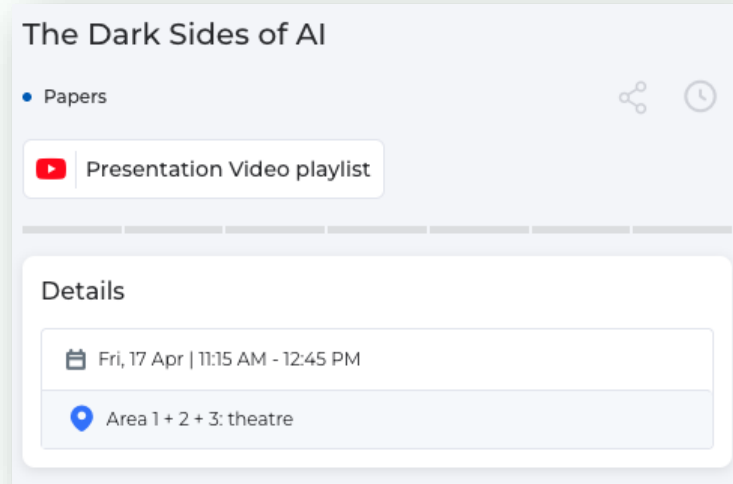 The Dark Sides of AI
Papers
Presentation Video playlist
Details
Fri, 17 Apr | 11:15 AM - 12:45 PM
Area 1 + 2 + 3: theatre